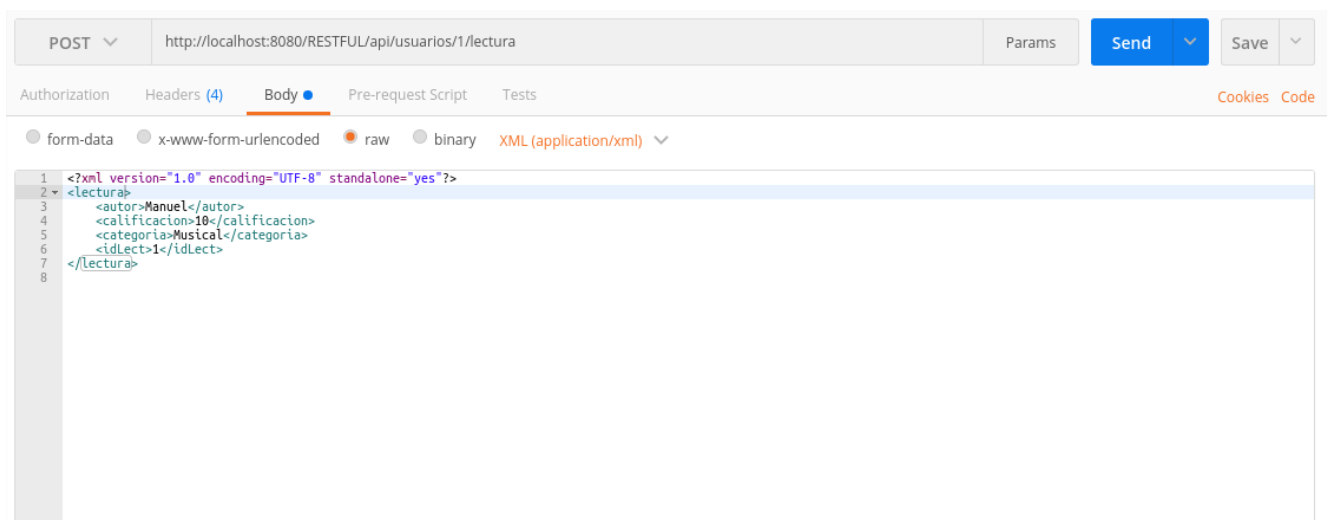 POST http://localhost:8080/RESTFUL/api/usuarios/1/lectura Params Send Save
Authorization Headers (4) Body Pre-request Script Tests Cookies Code
form-data x-www-form-urlencoded raw binary XML (application/xml)
1 <?xml version="1.0" encoding="UTF-8" standalone="yes"?>
2 <lectura>
3 <autor>Manuel</autor>
4 <calificacion>10</calificacion>
5 <categoria>Musical</categoria>
6 <idLect>1</idLect>
7 </lectura>
8